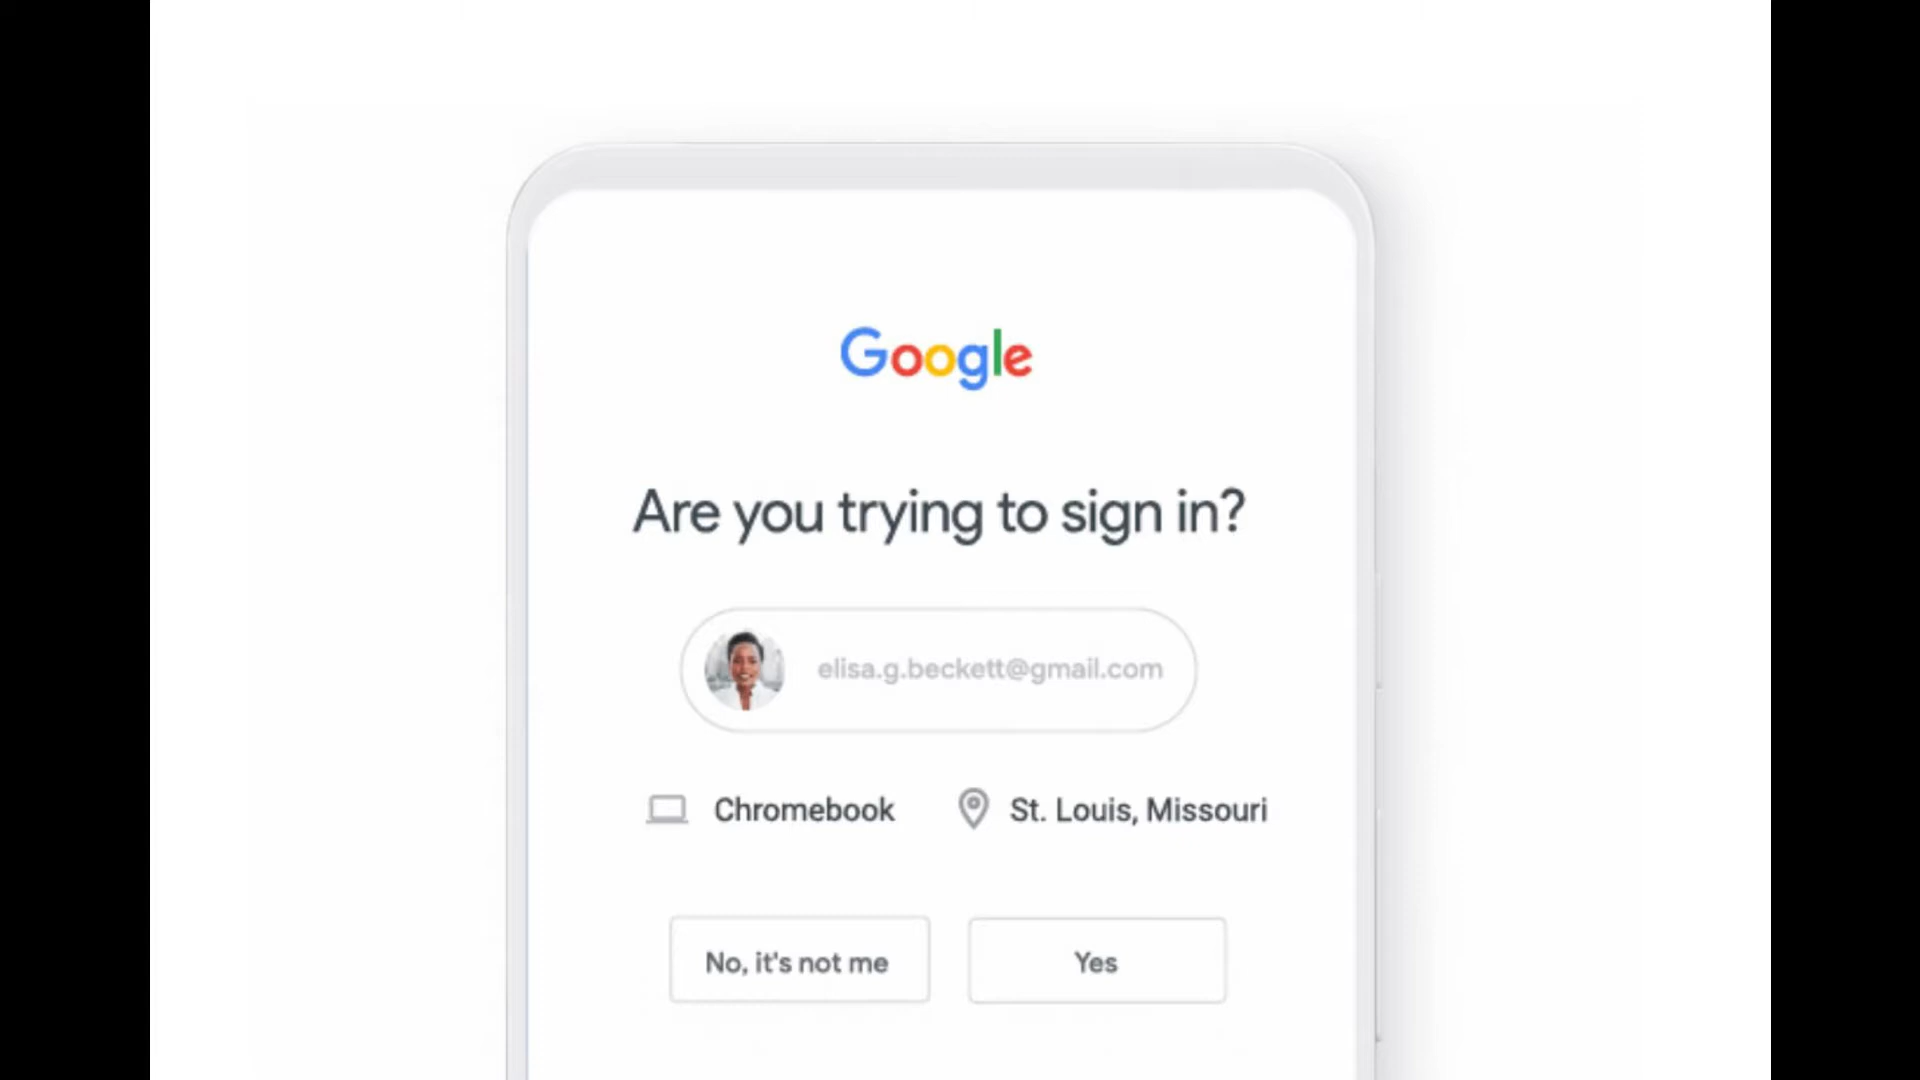 Google
Are you trying to sign in?
elisa.g.beckett@gmail.com
Chromebook St. Louis, Missouri
No, it's not me Yes